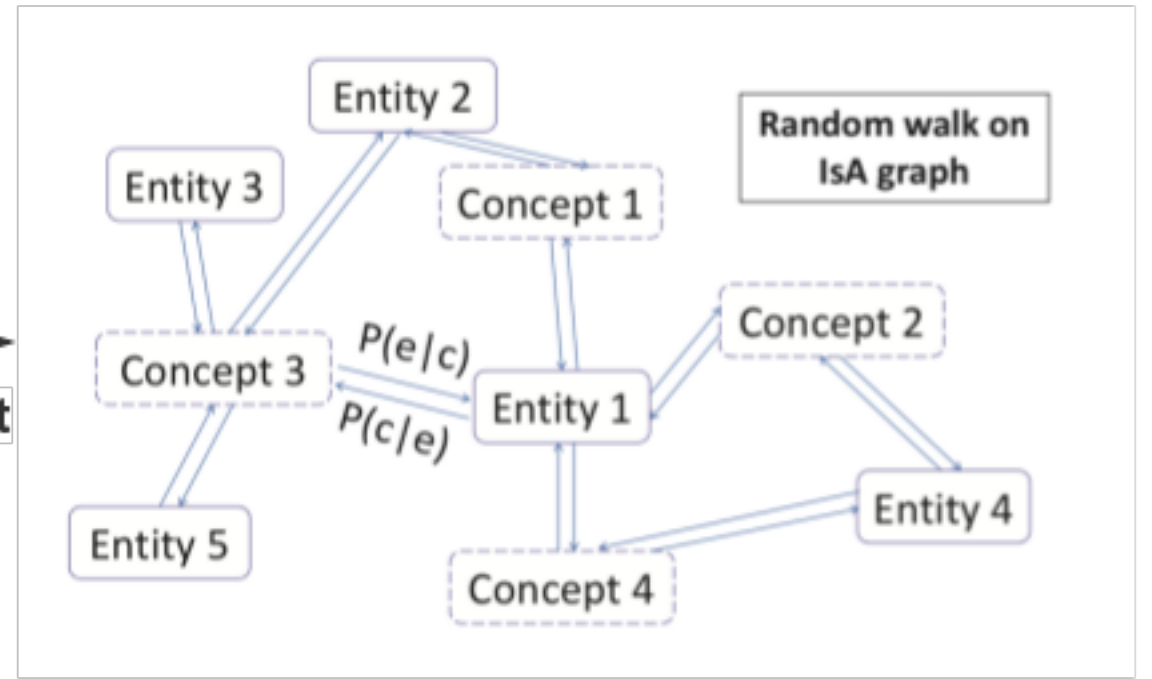 Entity 2
Random walk on
IsA graph
Entity 3
Concept 1
Concept 2
P(e|c)
Concept 3
Entity 1
t
P(c/e)
Entity 4
Entity 5
Concept 4